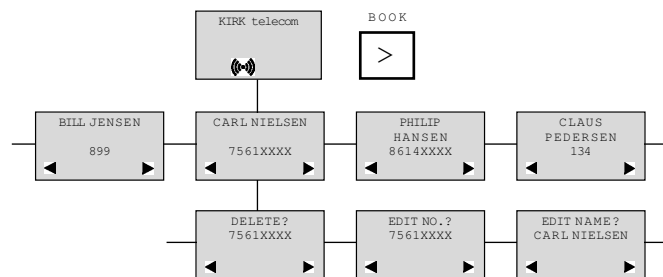 KIRK telecom
BOOK
>
BILL JENSEN
899
CARL NIELSEN
7561XXXX
PHILIP
HANSEN
8614XXXX
CLAUS
PEDERSEN
134
DELETE?
7561XXXX
EDIT NO.?
7561XXXX
EDIT NAME?
CARL NIELSEN